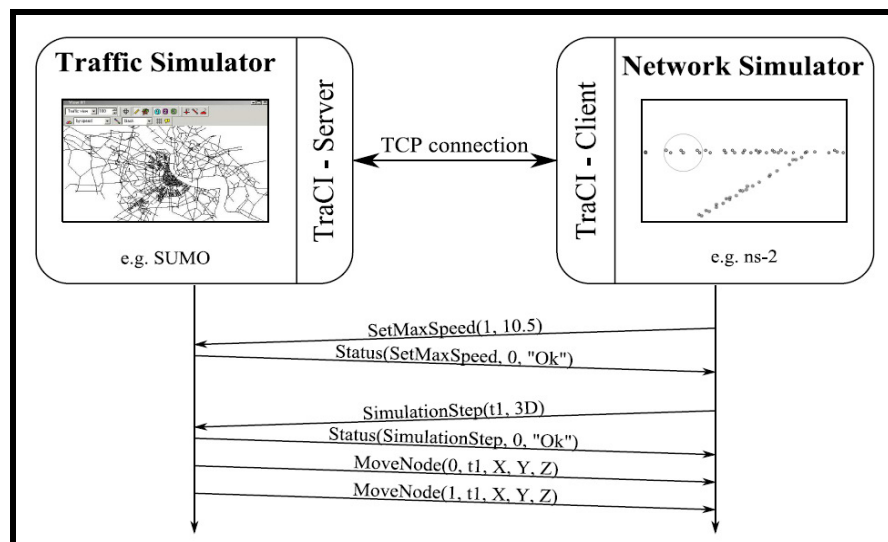 Traffic Simulator
TraCI - Server
e.g. SUMO
TCP connection
TraCI - Client
Network Simulator
e.g. ns-2
SetMaxSpeed(1, 10.5)
Status(SetMaxSpeed, 0, "Ok")
SimulationStep(t1, 3D)
Status(SimulationStep, 0, "Ok")
MoveNode(0, t1, X, Y, Z)
MoveNode(1, t1, X, Y, Z)